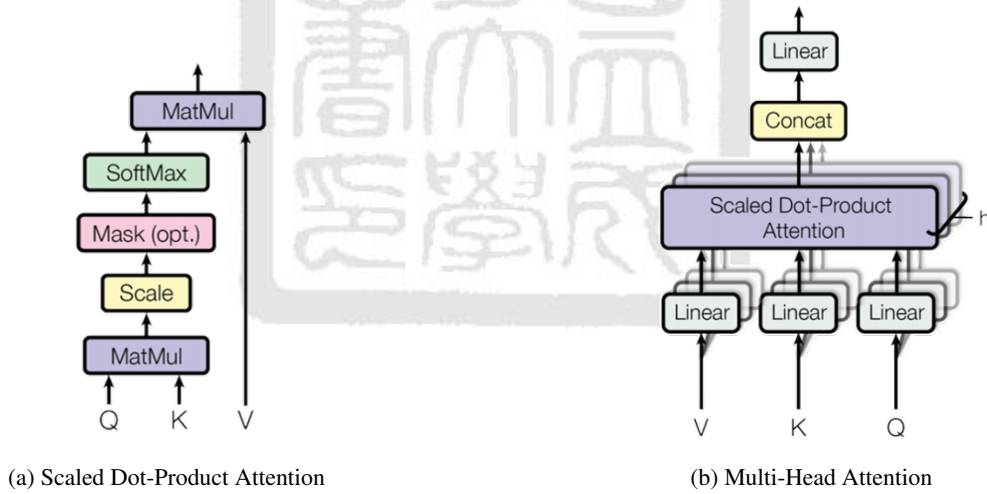 MatMul
SoftMax
Mask (opt.)
Scale
MatMul
Q K V
(a) Scaled Dot-Product Attention
Linear
Concat
Scaled Dot-Product
Attention
h
Linear Linear Linear
V K Q
(b) Multi-Head Attention